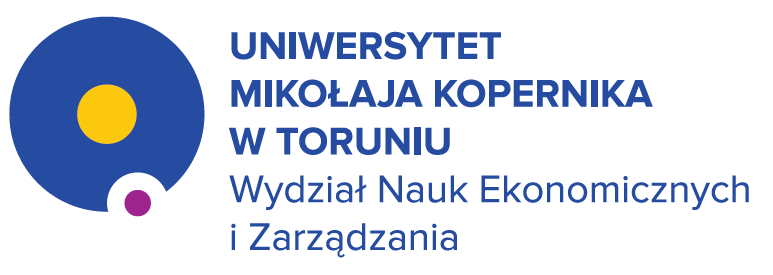 UNIWERSYTET
MIKOŁAJA KOPERNIKA
W TORUNIU
Wydział Nauk Ekonomicznych
i Zarządzania